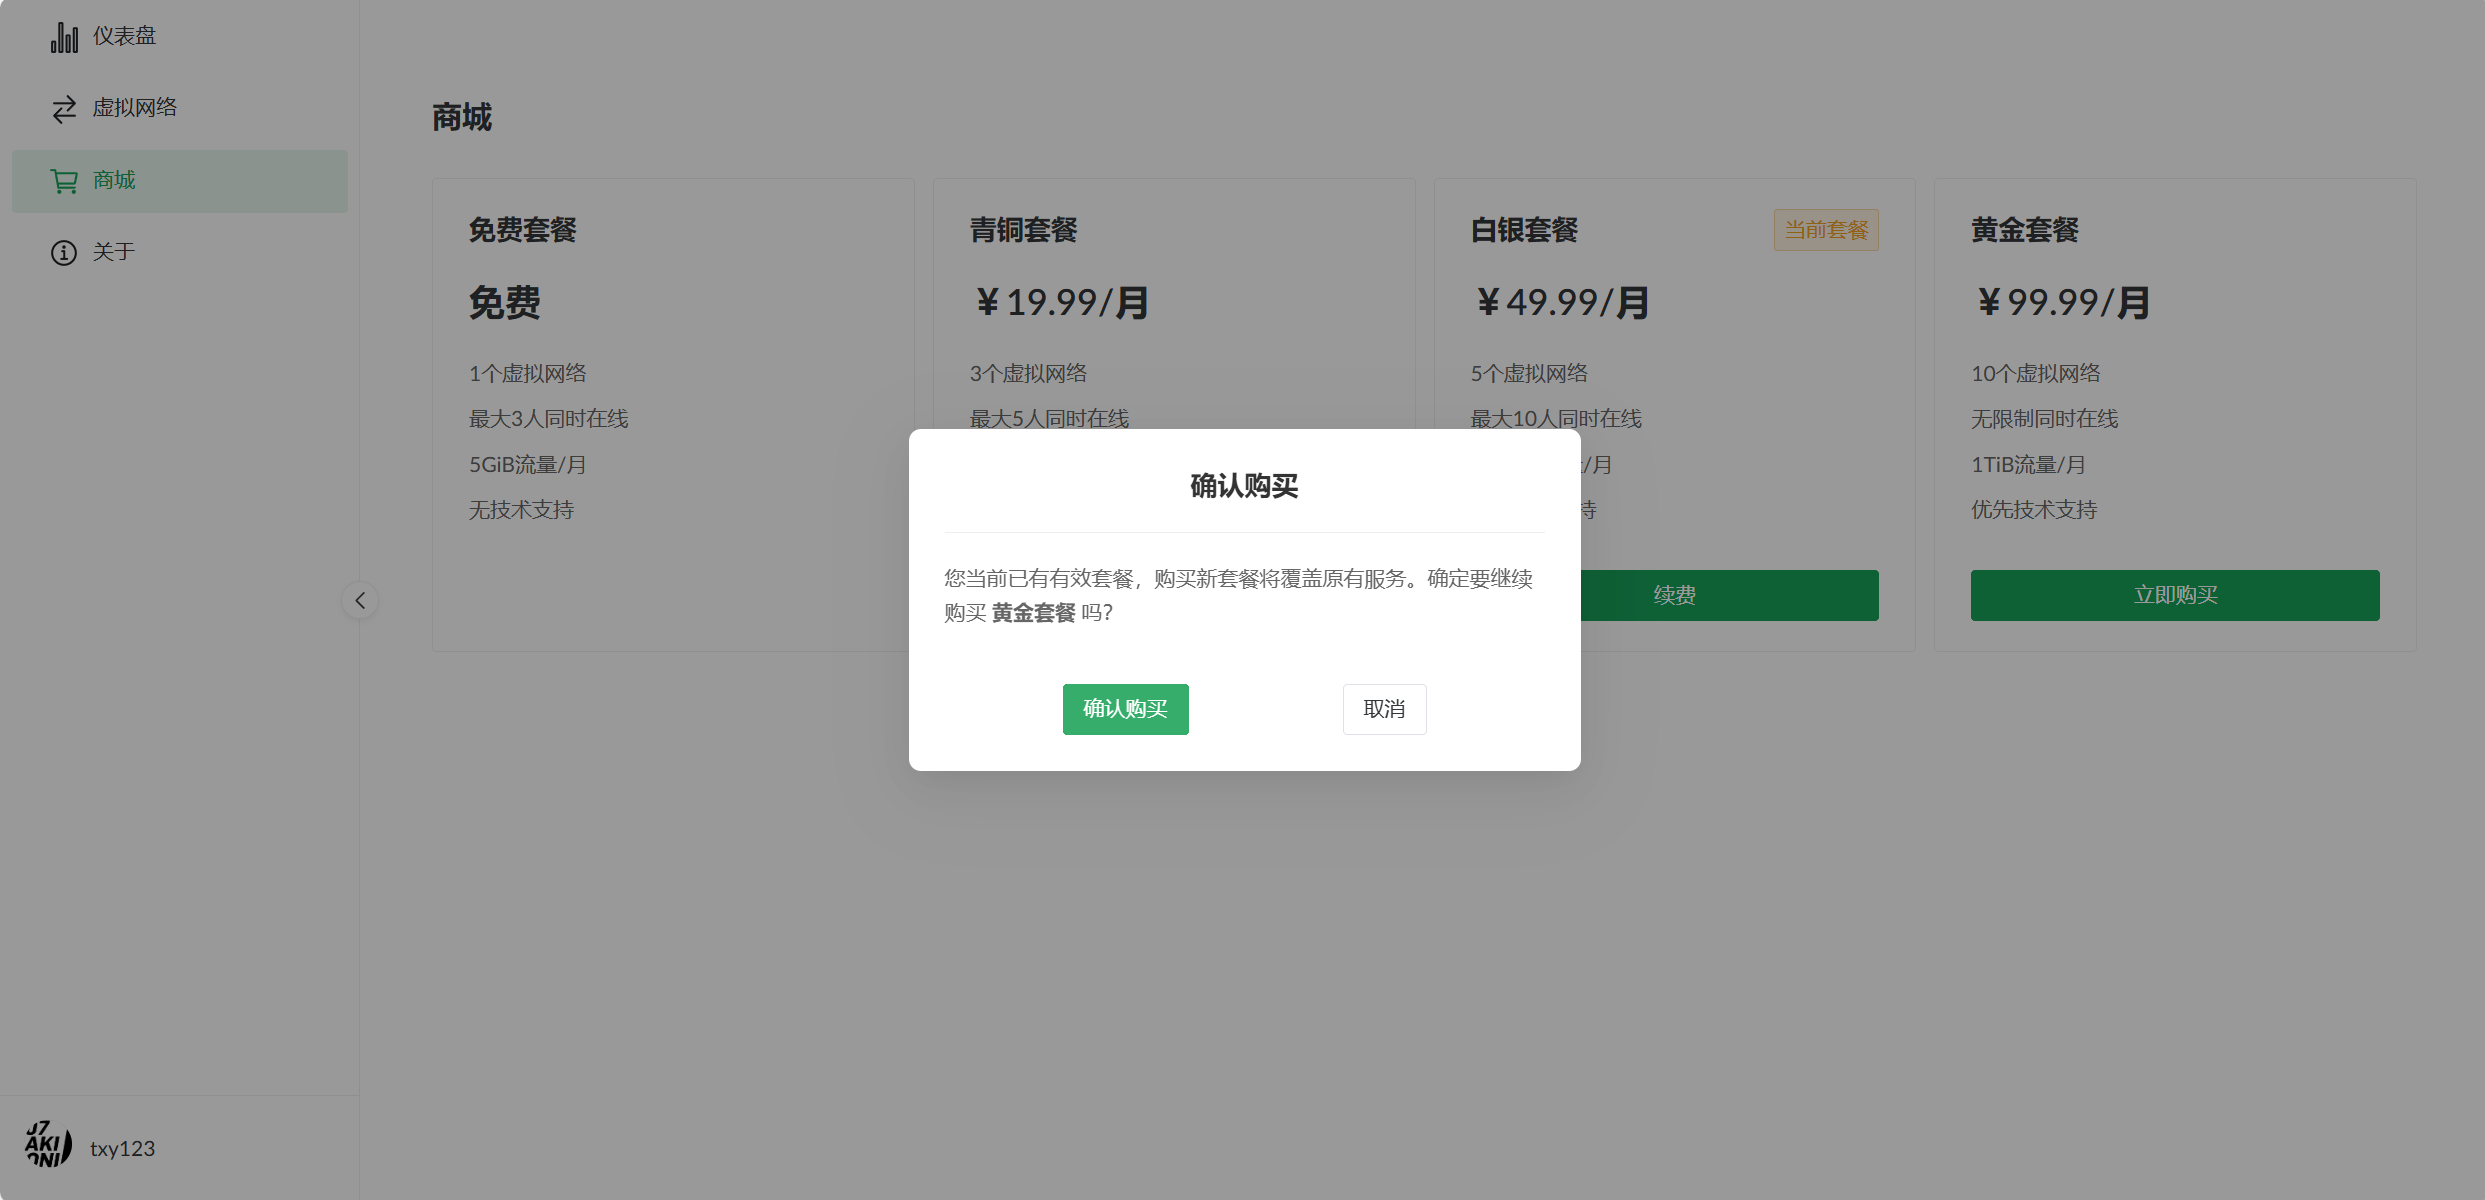 仪表盘
虚拟网络
商城
关于
商城
免费套餐
免费
1个虚拟网络
最大3人同时在线
5GiB流量/月
无技术支持
青铜套餐
¥19.99/月
3个虚拟网络
最大5人同时在线
白银套餐
当前套餐
¥49.99/月
5个虚拟网络
最大10人同时在线
/月
持
续费
黄金套餐
¥99.99/月
10个虚拟网络
无限制同时在线
1TiB流量/月
优先技术支持
立即购买
确认购买
您当前已有有效套餐，购买新套餐将覆盖原有服务。确定要继续
购买 黄金套餐 吗?
确认购买
取消
txy123